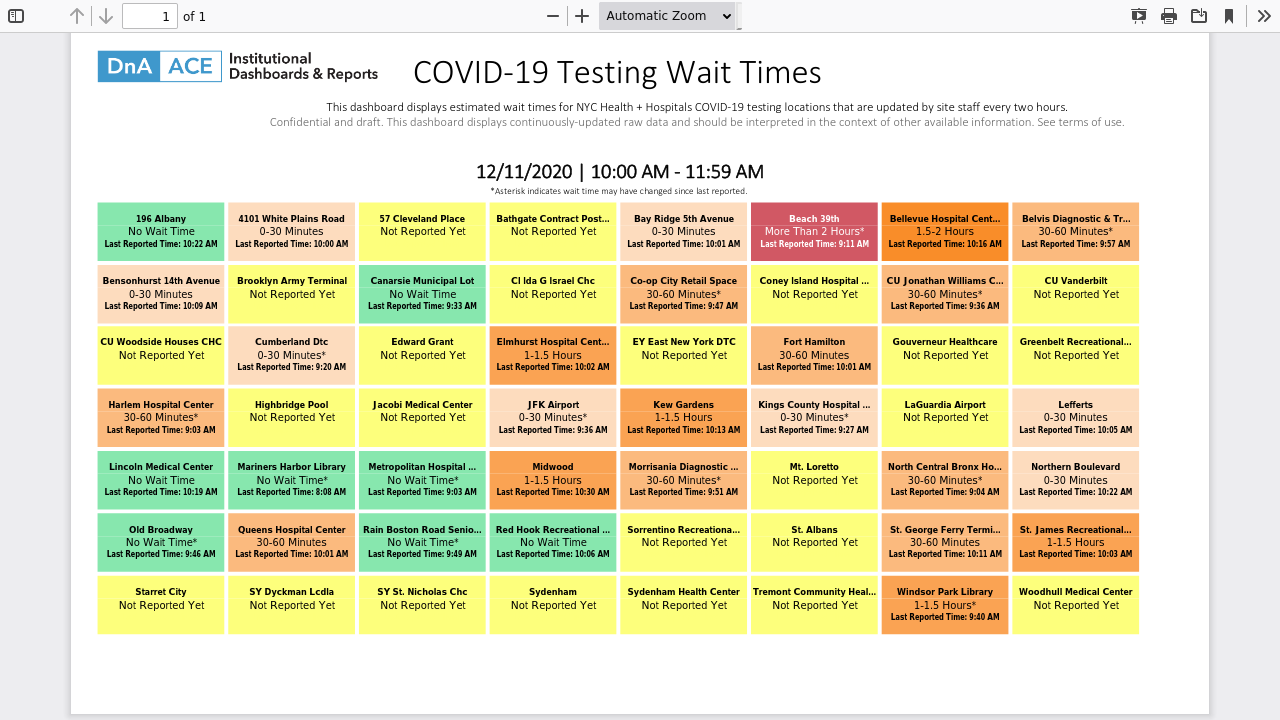 1 of 1
Automatic Zoom
DnA ACE Institutional
Dashboards & Reports
COVID-19 Testing Wait Times
This dashboard displays estimated wait times for NYC Health + Hospitals COVID-19 testing locations that are updated by site staff every two hours.
Confidential and draft. This dashboard displays continuously-updated raw data and should be interpreted in the context of other available information. See terms of use.
12/11/2020 | 10:00 AM - 11:59 AM
*Asterisk indicates wait time may have changed since last reported.
196 Albany
No Wait Time
Last Reported Time: 10:22 AM
4101 White Plains Road
0-30 Minutes
Last Reported Time: 10:00 AM
57 Cleveland Place
Not Reported Yet
Bathgate Contract Post...
Not Reported Yet
Bay Ridge 5th Avenue
0-30 Minutes
Last Reported Time: 10:01 AM
Beach 39th
More Than 2 Hours*
Last Reported Time: 9:11 AM
Bellevue Hospital Cent...
1.5-2 Hours
Last Reported Time: 10:16 AM
Belvis Diagnostic & Tr...
30-60 Minutes*
Last Reported Time: 9:57 AM
Bensonhurst 14th Avenue
0-30 Minutes
Last Reported Time: 10:09 AM
Brooklyn Army Terminal
Not Reported Yet
Canarsie Municipal Lot
No Wait Time
Last Reported Time: 9:33 AM
Cl Ida G Israel Chc
Not Reported Yet
Co-op City Retail Space
30-60 Minutes*
Last Reported Time: 9:47 AM
Coney Island Hospital ...
Not Reported Yet
CU Jonathan Williams C...
30-60 Minutes*
Last Reported Time: 9:36 AM
CU Vanderbilt
Not Reported Yet
CU Woodside Houses CHC
Not Reported Yet
Cumberland Dtc
0-30 Minutes*
Last Reported Time: 9:20 AM
Edward Grant
Not Reported Yet
Elmhurst Hospital Cent...
1-1.5 Hours
Last Reported Time: 10:02 AM
EY East New York DTC
Not Reported Yet
Fort Hamilton
30-60 Minutes
Last Reported Time: 10:01 AM
Gouverneur Healthcare
Not Reported Yet
Greenbelt Recreational...
Not Reported Yet
Harlem Hospital Center
30-60 Minutes*
Last Reported Time: 9:03 AM
Highbridge Pool
Not Reported Yet
Jacobi Medical Center
Not Reported Yet
JFK Airport
0-30 Minutes*
Last Reported Time: 9:36 AM
Kew Gardens
1-1.5 Hours
Last Reported Time: 10:13 AM
Kings County Hospital ...
0-30 Minutes*
Last Reported Time: 9:27 AM
LaGuardia Airport
Not Reported Yet
Lefferts
0-30 Minutes
Last Reported Time: 10:05 AM
Lincoln Medical Center
No Wait Time
Last Reported Time: 10:19 AM
Mariners Harbor Library
No Wait Time*
Last Reported Time: 8:08 AM
Metropolitan Hospital ...
No Wait Time*
Last Reported Time: 9:03 AM
Midwood
1-1.5 Hours
Last Reported Time: 10:30 AM
Morrisania Diagnostic ...
30-60 Minutes*
Last Reported Time: 9:51 AM
Mt. Loretto
Not Reported Yet
North Central Bronx Ho...
30-60 Minutes*
Last Reported Time: 9:04 AM
Northern Boulevard
0-30 Minutes
Last Reported Time: 10:22 AM
Old Broadway
No Wait Time*
Last Reported Time: 9:46 AM
Queens Hospital Center
30-60 Minutes
Last Reported Time: 10:01 AM
Rain Boston Road Senio...
No Wait Time*
Last Reported Time: 9:49 AM
Red Hook Recreational ...
No Wait Time
Last Reported Time: 10:06 AM
Sorrentino Recreationa...
Not Reported Yet
St. Albans
Not Reported Yet
St. George Ferry Termi...
30-60 Minutes
Last Reported Time: 10:11 AM
St. James Recreational...
1-1.5 Hours
Last Reported Time: 10:03 AM
Starret City
Not Reported Yet
SY Dyckman Lcdla
Not Reported Yet
SY St. Nicholas Chc
Not Reported Yet
Sydenham
Not Reported Yet
Sydenham Health Center
Not Reported Yet
Tremont Community Heal...
Not Reported Yet
Windsor Park Library
1-1.5 Hours*
Last Reported Time: 9:40 AM
Woodhull Medical Center
Not Reported Yet